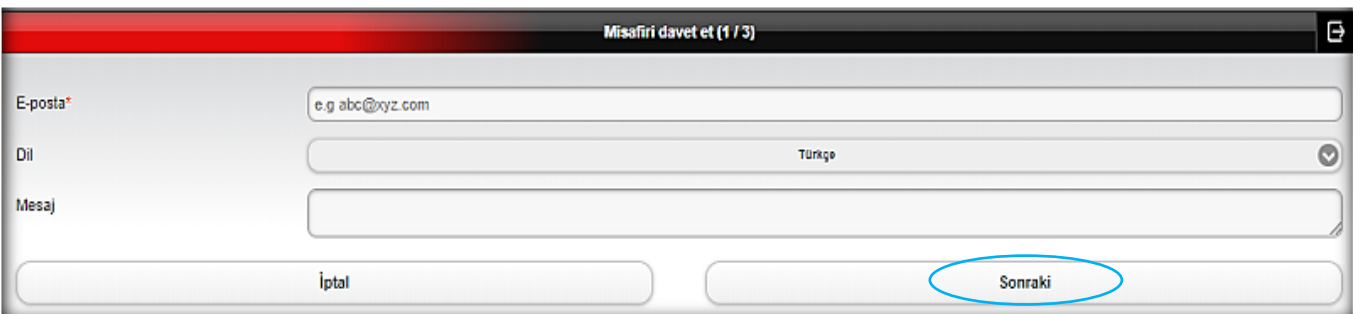 Misafiri davet et (1 / 3)
E-posta*
e.g abc@xyz.com
Dil
Türkçe
Mesaj
İptal
Sonraki